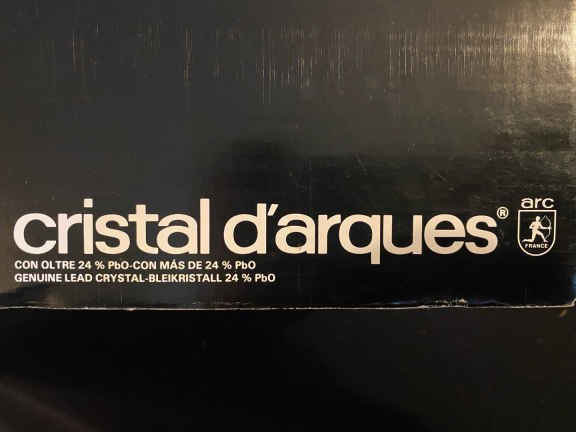 cristal d'arques®
arc
FRANCE
CON OLTRE 24 % PbO-CON MÁS DE 24 % PbO
GENUINE LEAD CRYSTAL-BLEIKRISTALL 24 % PbO